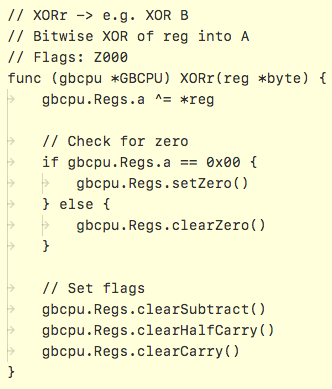 // XORr -> e.g. XOR B
// Bitwise XOR of reg into A
// Flags: Z000
func (gbcpu *GBCPU) XORr(reg *byte) {
gbcpu.Regs.a ^= *reg
// Check for zero
if gbcpu.Regs.a == 0x00 {
gbcpu.Regs.setZero()
} else {
gbcpu.Regs.clearZero()
}
// Set flags
gbcpu.Regs.clearSubtract()
gbcpu.Regs.clearHalfCarry()
gbcpu.Regs.clearCarry()
}